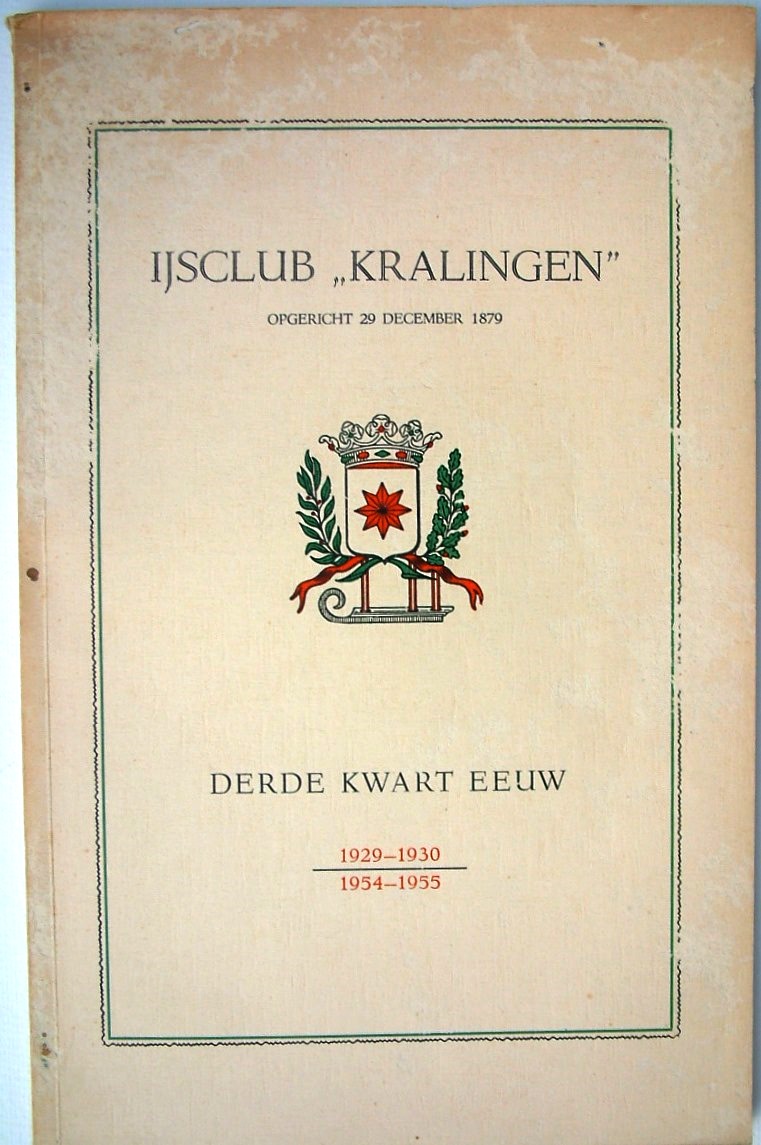 IJSCLUB „KRALINGEN”
OPGERICHT 29 DECEMBER 1879
DERDE KWART EEUW
1929–1930
1954–1955